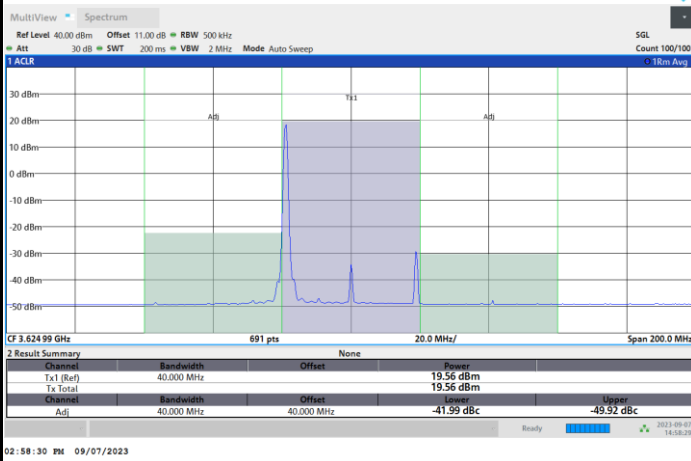 MultiView Spectrum
Ref Level 40.00 dBm Offset 11.00 dB RBW 500 kHz SGL
Att 30 dB SWT 200 ms VBW 2 MHz Mode Auto Sweep Count 100/100
1 ACLR 1Rm Avg
30 dBm
Tx1
20 dBm
Adj Adj
10 dBm
0 dBm
-10 dBm
-20 dBm
-30 dBm
-40 dBm
-50 dBm
CF 3.624 99 GHz 691 pts 20.0 MHz/ Span 200.0 MHz
2 Result Summary None
Channel Bandwidth Offset Power
Tx1 (Ref) 40.000 MHz 19.56 dBm
Tx Total 19.56 dBm
Channel Bandwidth Offset Lower Upper
Adj 40.000 MHz 40.000 MHz -41.99 dBc -49.92 dBc
Ready 2023-09-07
14:58:29
02:58:30 PM 09/07/2023